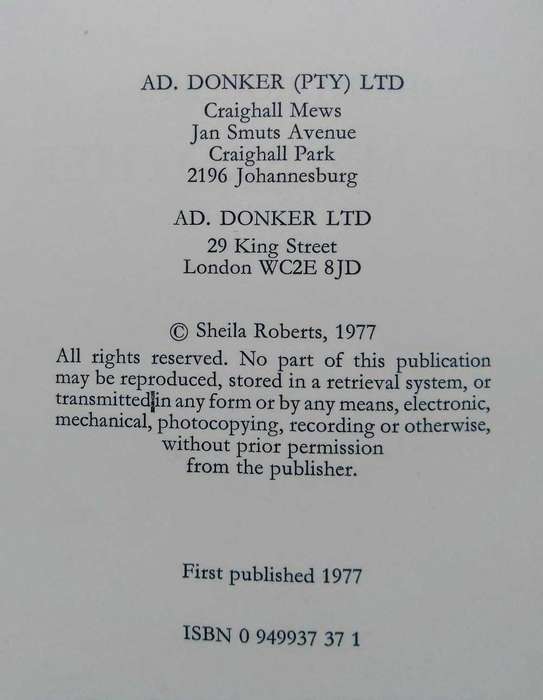 AD. DONKER (PTY) LTD
Craighall Mews
Jan Smuts Avenue
Craighall Park
2196 Johannesburg
AD. DONKER LTD
29 King Street
London WC2E 8JD
© Sheila Roberts, 1977
All rights reserved. No part of this publication
may be reproduced, stored in a retrieval system, or
transmitted in any form or by any means, electronic,
mechanical, photocopying, recording or otherwise,
without prior permission
from the publisher.
First published 1977
ISBN 0 949937 37 1